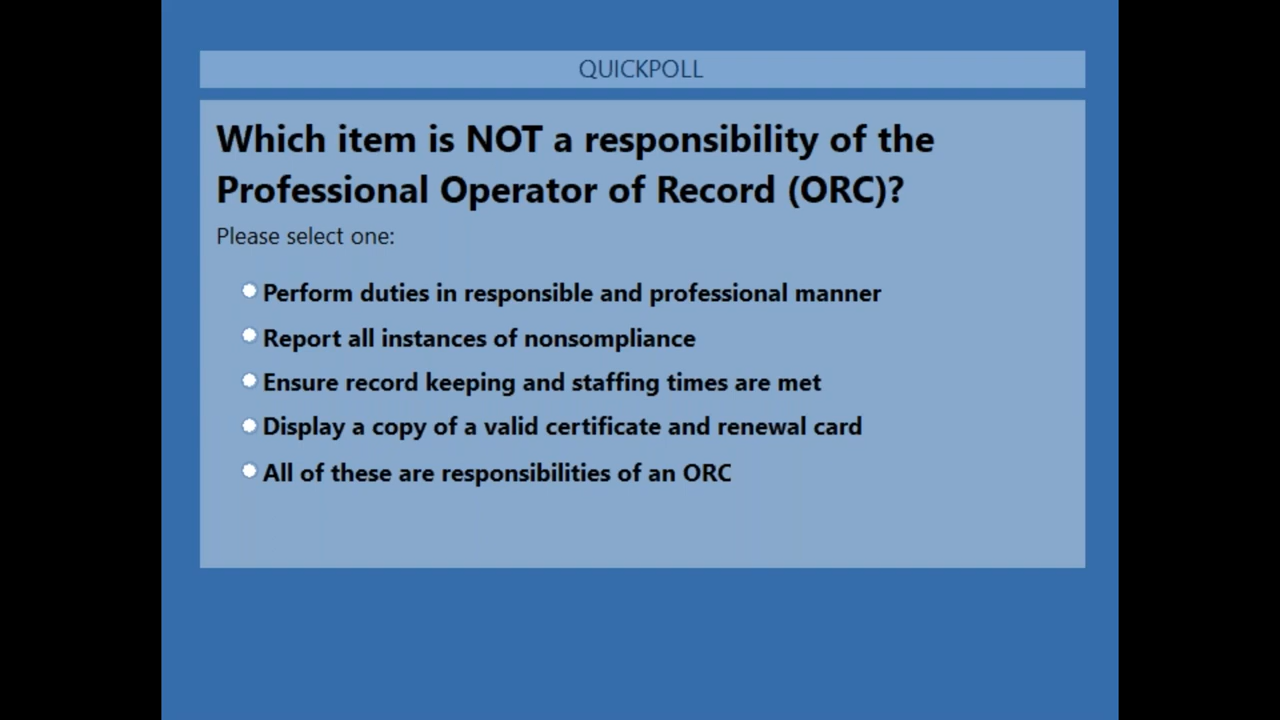 QUICKPOLL
Which item is NOT a responsibility of the
Professional Operator of Record (ORC)?
Please select one:
Perform duties in responsible and professional manner
Report all instances of nonsompliance
Ensure record keeping and staffing times are met
Display a copy of a valid certificate and renewal card
All of these are responsibilities of an ORC